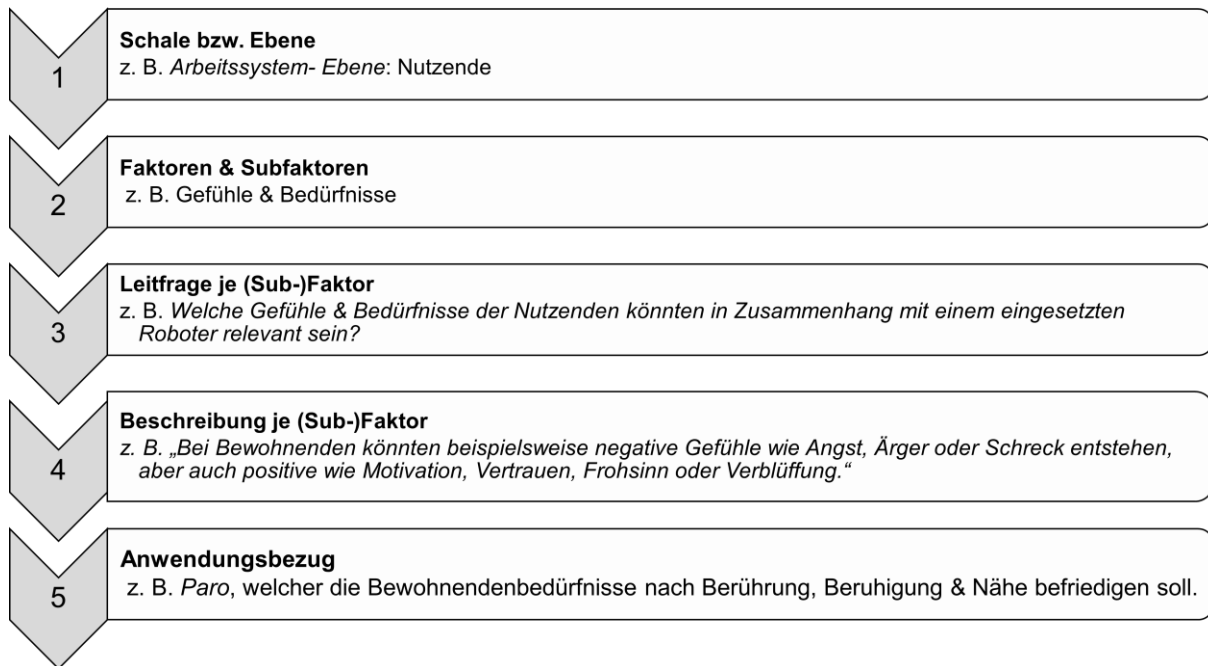 1
Schale bzw. Ebene
z. B. Arbeitssystem- Ebene: Nutzende
2
Faktoren & Subfaktoren
z. B. Gefühle & Bedürfnisse
3
Leitfrage je (Sub-)Faktor
z. B. Welche Gefühle & Bedürfnisse der Nutzenden könnten in Zusammenhang mit einem eingesetzten
Roboter relevant sein?
4
Beschreibung je (Sub-)Faktor
z. B. „Bei Bewohnenden könnten beispielsweise negative Gefühle wie Angst, Ärger oder Schreck entstehen,
aber auch positive wie Motivation, Vertrauen, Frohsinn oder Verblüffung.“
5
Anwendungsbezug
z. B. Paro, welcher die Bewohnendenbedürfnisse nach Berührung, Beruhigung & Nähe befriedigen soll.